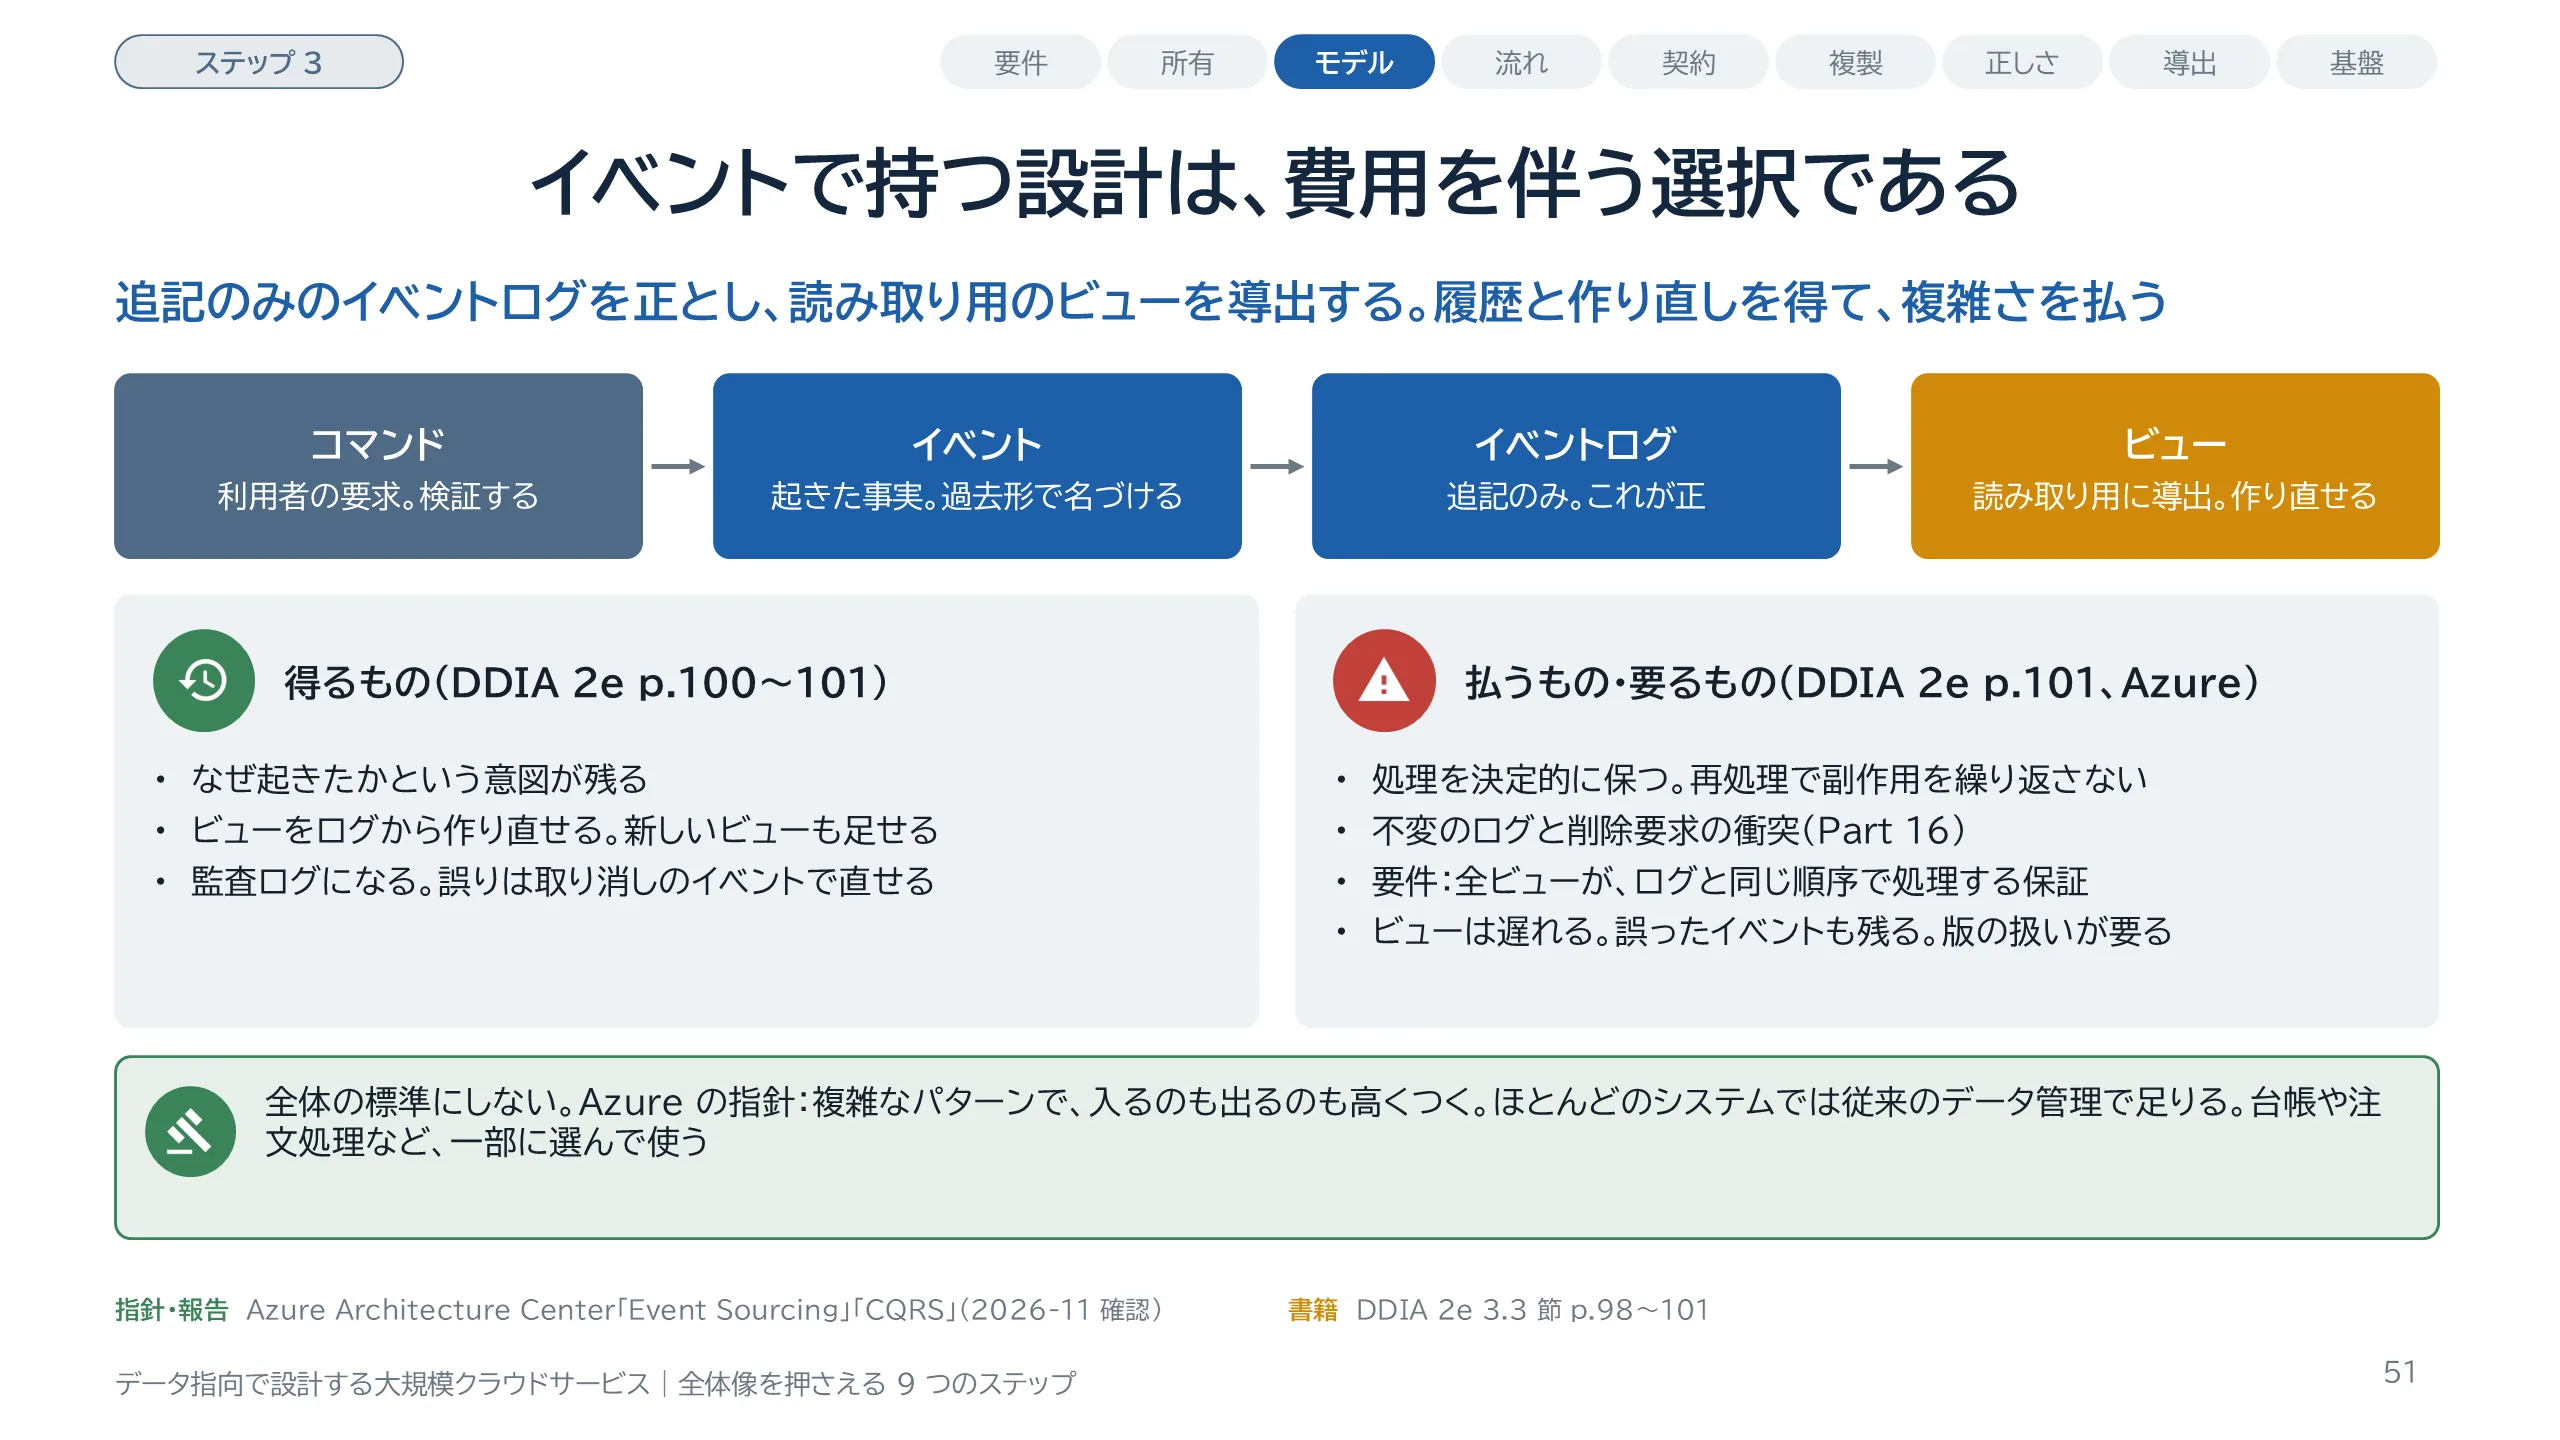 ステップ 3
要件
所有
モデル
流れ
契約
複製
正しさ
導出
基盤
イベントで持つ設計は、費用を伴う選択である
追記のみのイベントログを正とし、読み取り用のビューを導出する。履歴と作り直しを得て、複雑さを払う
コマンド
利用者の要求。検証する
イベント
起きた事実。過去形で名づける
イベントログ
追記のみ。これが正
ビュー
読み取り用に導出。作り直せる
得るもの（DDIA 2e p.100〜101）
・ なぜ起きたかという意図が残る
・ ビューをログから作り直せる。新しいビューも足せる
・ 監査ログになる。誤りは取り消しのイベントで直せる
払うもの・要るもの（DDIA 2e p.101、Azure）
・ 処理を決定的に保つ。再処理で副作用を繰り返さない
・ 不変のログと削除要求の衝突（Part 16）
・ 要件：全ビューが、ログと同じ順序で処理する保証
・ ビューは遅れる。誤ったイベントも残る。版の扱いが要る
全体の標準にしない。Azure の指針：複雑なパターンで、入るのも出るのも高くつく。ほとんどのシステムでは従来のデータ管理で足りる。台帳や注
文処理など、一部に選んで使う
指針・報告 Azure Architecture Center「Event Sourcing」「CQRS」（2026-11 確認）
書籍 DDIA 2e 3.3 節 p.98〜101
データ指向で設計する大規模クラウドサービス｜全体像を押さえる 9 つのステップ
51